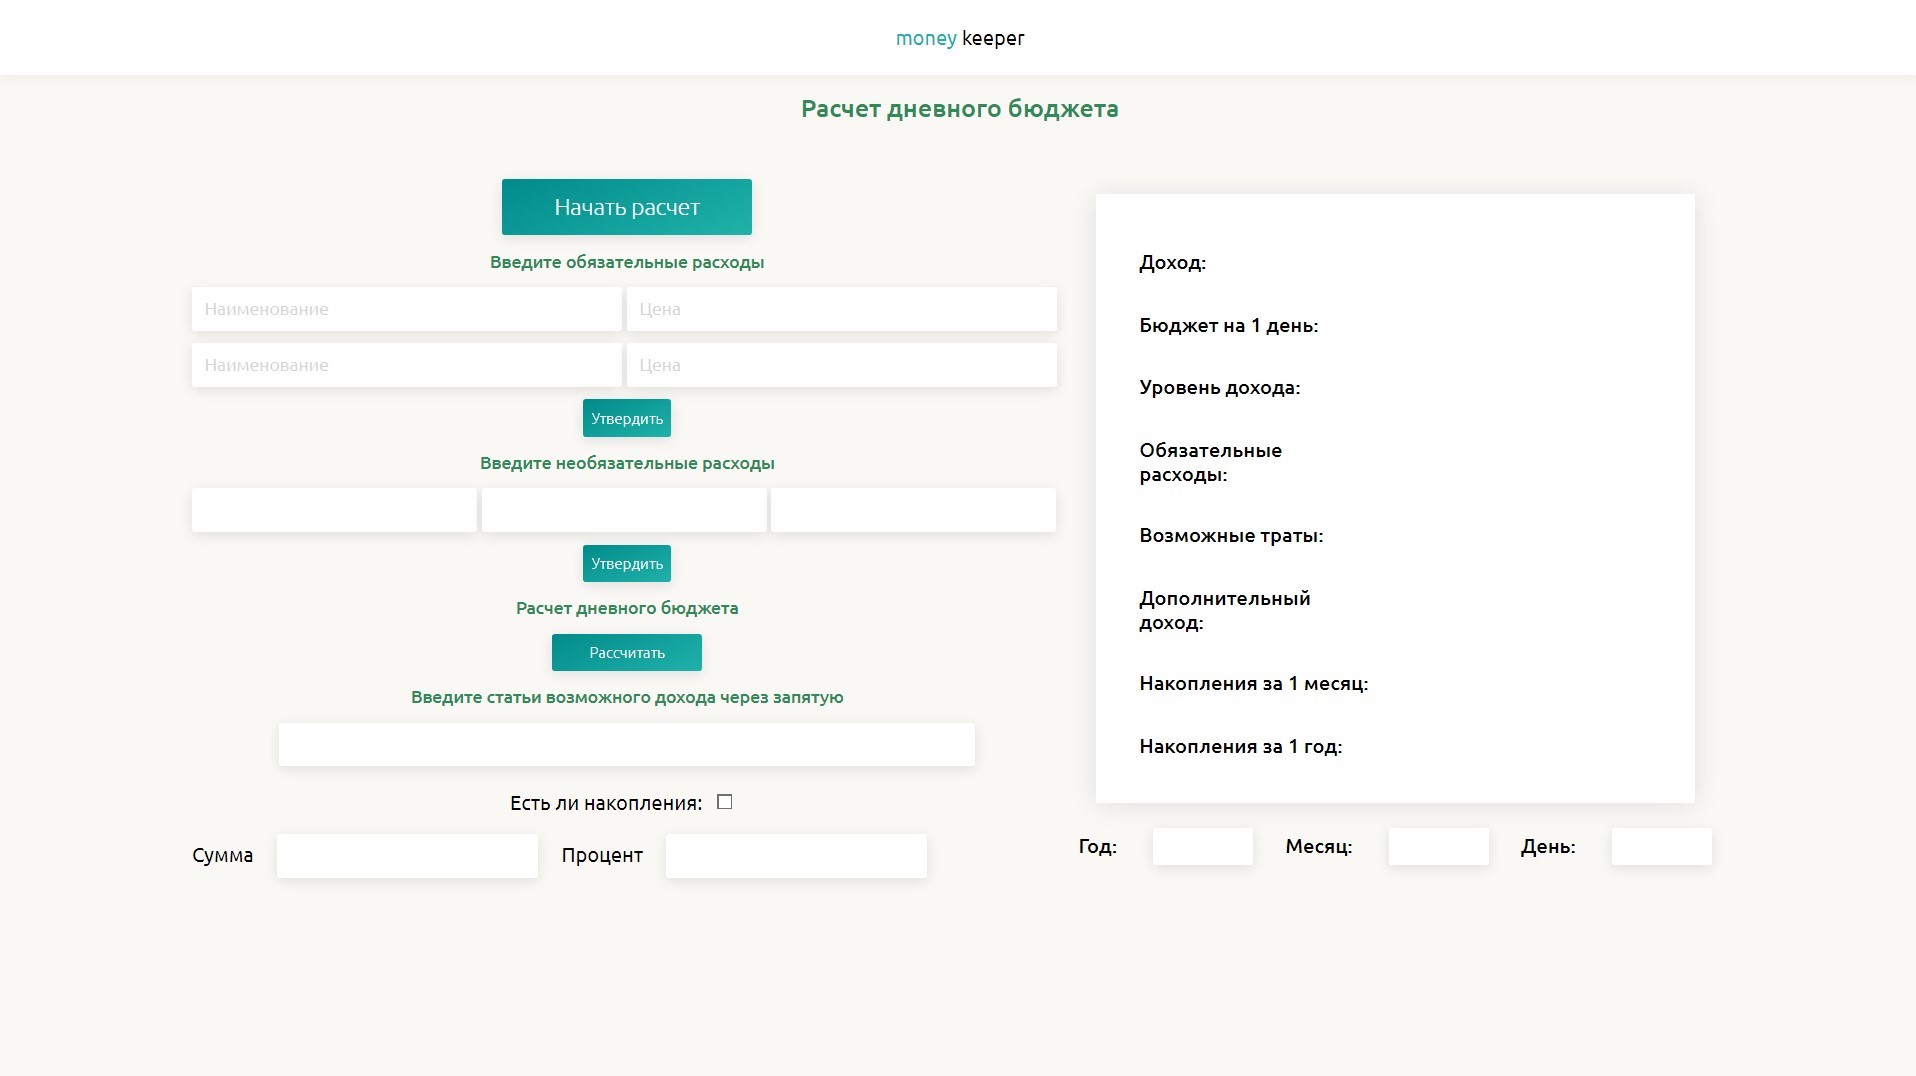 money keeper
Расчет дневного бюджета
Начать расчет
Введите обязательные расходы
Наименование
Цена
Наименование
Цена
Утвердить
Введите необязательные расходы
Утвердить
Расчет дневного бюджета
Рассчитать
Введите статьи возможного дохода через запятую
Есть ли накопления:
Сумма
Процент
Доход:
Бюджет на 1 день:
Уровень дохода:
Обязательные
расходы:
Возможные траты:
Дополнительный
доход:
Накопления за 1 месяц:
Накопления за 1 год:
Год:
Месяц:
День: